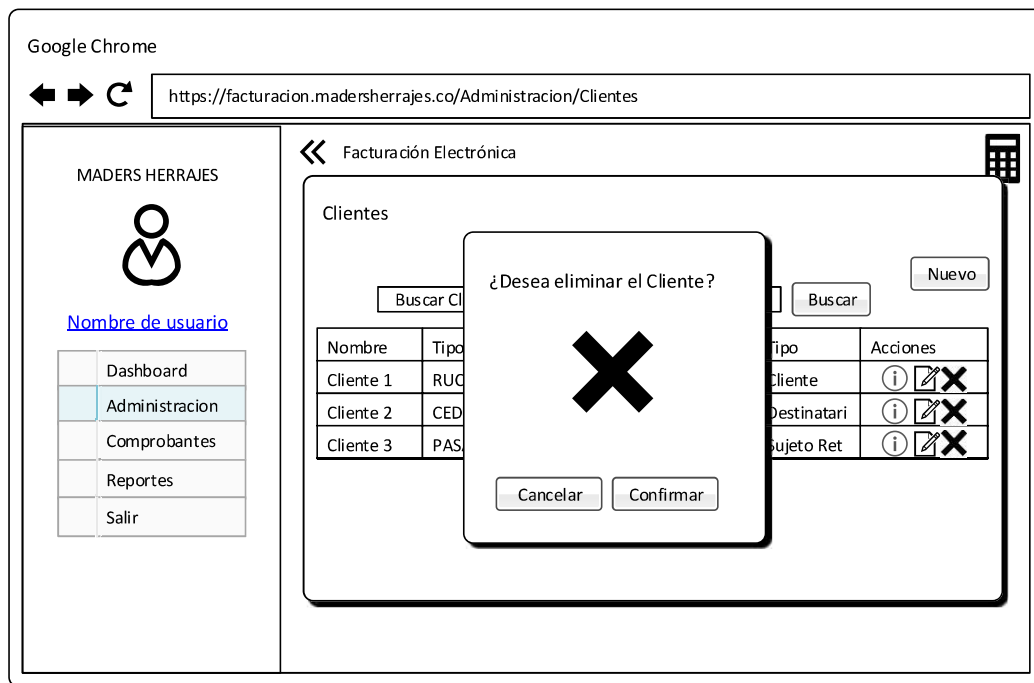 Google Chrome
https://facturacion.madersherrajes.co/Administracion/Clientes
MADERS HERRAJES
Nombre de usuario
Dashboard
Administracion
Comprobantes
Reportes
Salir
Facturación Electrónica
Clientes
Nuevo
Buscar Cl
Buscar
Nombre Tipo Tipo Acciones
Cliente 1 RUC Cliente
Cliente 2 CED Destinatari
Cliente 3 PAS Sujeto Ret
¿Desea eliminar el Cliente?
Cancelar Confirmar